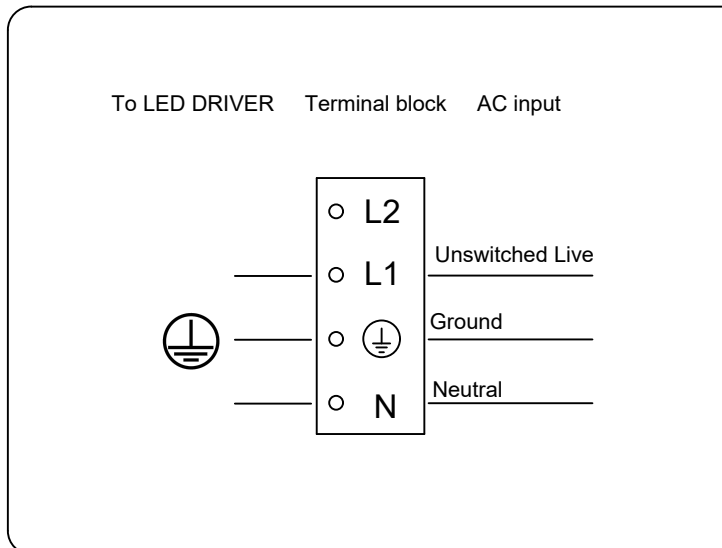 To LED DRIVER Terminal block AC input
L2
L1 Unswitched Live
Ground
N Neutral